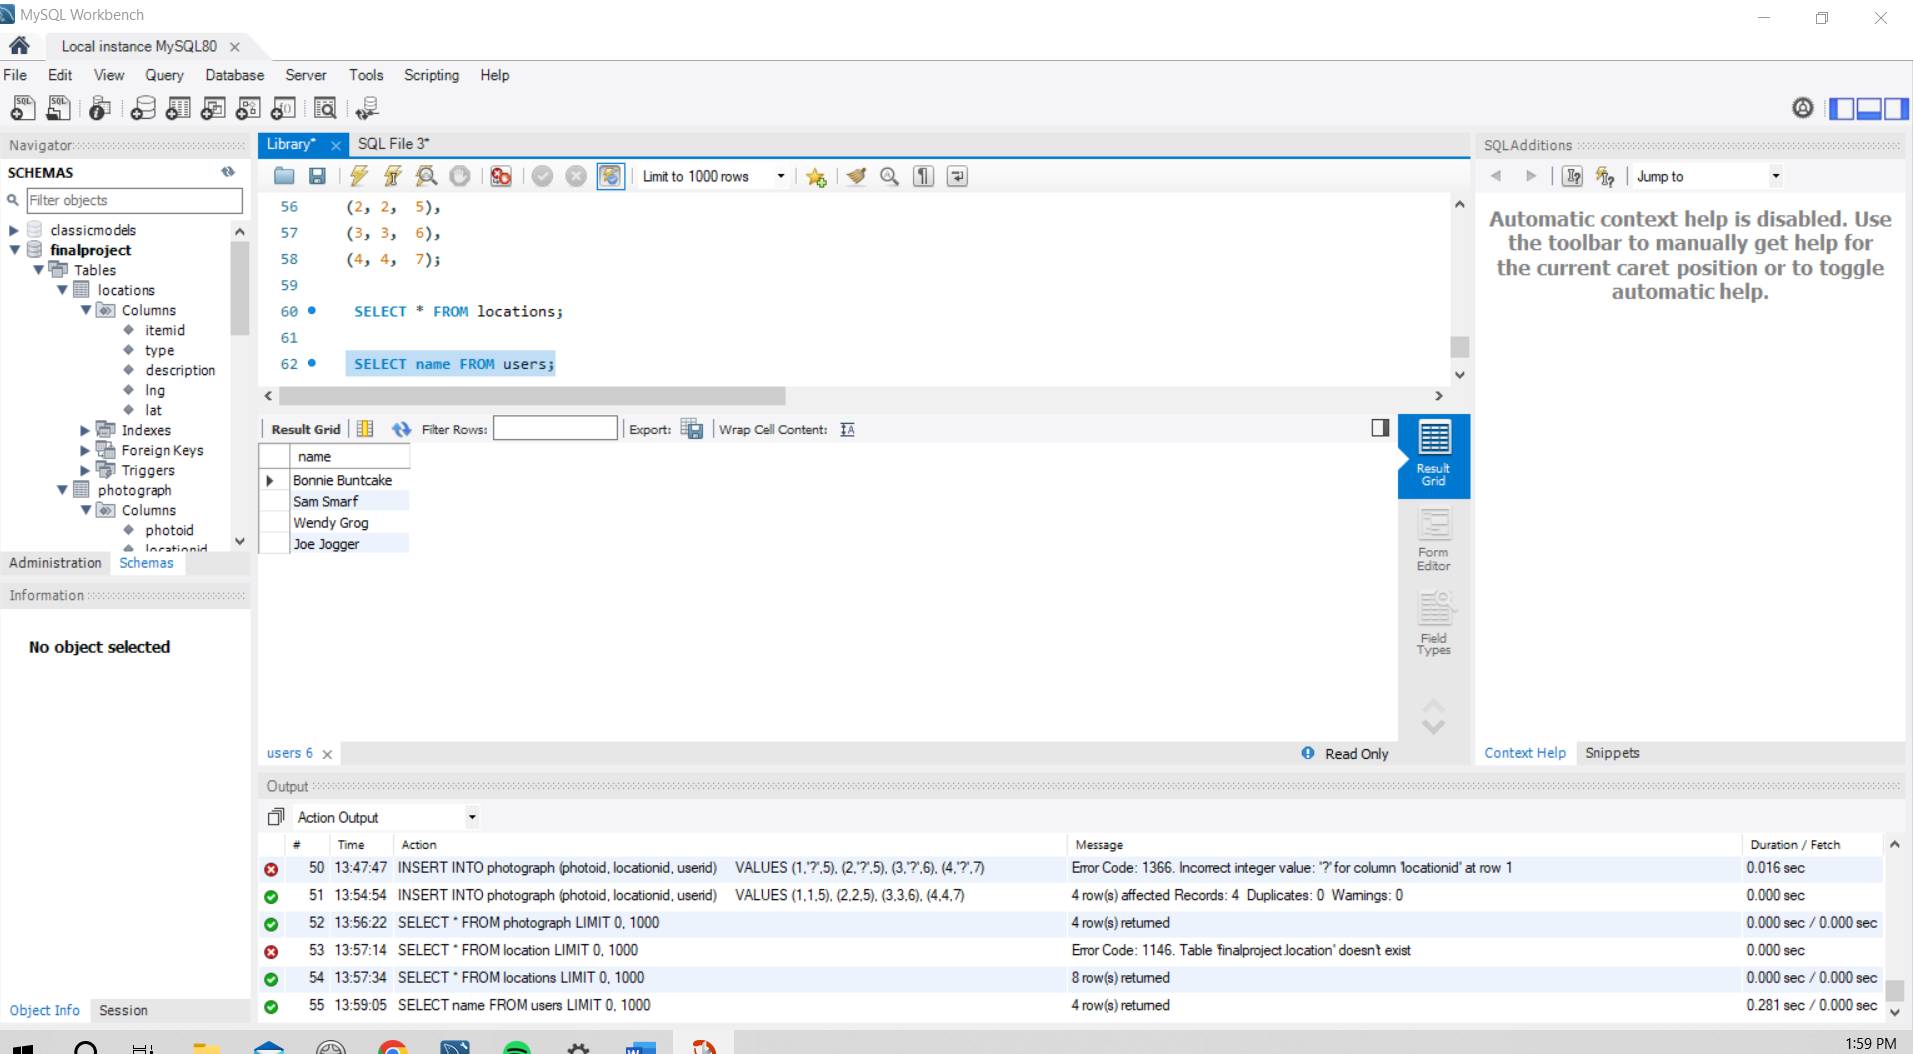 MySQL Workbench
Local instance MySQL80
File Edit View Query Database Server Tools Scripting Help
Navigator
SCHEMAS
Filter objects
classicmodels
finalproject
Tables
locations
Columns
itemid
type
description
lng
lat
Indexes
Foreign Keys
Triggers
photograph
Columns
photoid
locationid
Administration Schemas
Information
No object selected
Object Info Session
Library* SQL File 3*
Limit to 1000 rows
56 (2, 2, 5),
57 (3, 3, 6),
58 (4, 4, 7);
59
60 SELECT * FROM locations;
61
62 SELECT name FROM users;
Result Grid Filter Rows: Export: Wrap Cell Content:
name
Bonnie Buntcake
Sam Smarf
Wendy Grog
Joe Jogger
Result Grid
Form Editor
Field Types
users 6 Read Only
SQLAdditions
Jump to
Automatic context help is disabled. Use
the toolbar to manually get help for
the current caret position or to toggle
automatic help.
Context Help Snippets
Output
Action Output
# Time Action Message Duration / Fetch
50 13:47:47 INSERT INTO photograph (photoid, locationid, userid) VALUES (1,'?',5), (2,'?',5), (3,'?',6), (4,'?',7) Error Code: 1366. Incorrect integer value: '?' for column 'locationid' at row 1 0.016 sec
51 13:54:54 INSERT INTO photograph (photoid, locationid, userid) VALUES (1,1,5), (2,2,5), (3,3,6), (4,4,7) 4 row(s) affected Records: 4 Duplicates: 0 Warnings: 0 0.000 sec
52 13:56:22 SELECT * FROM photograph LIMIT 0, 1000 4 row(s) returned 0.000 sec / 0.000 sec
53 13:57:14 SELECT * FROM location LIMIT 0, 1000 Error Code: 1146. Table 'finalproject.location' doesn't exist 0.000 sec
54 13:57:34 SELECT * FROM locations LIMIT 0, 1000 8 row(s) returned 0.000 sec / 0.000 sec
55 13:59:05 SELECT name FROM users LIMIT 0, 1000 4 row(s) returned 0.281 sec / 0.000 sec
1:59 PM